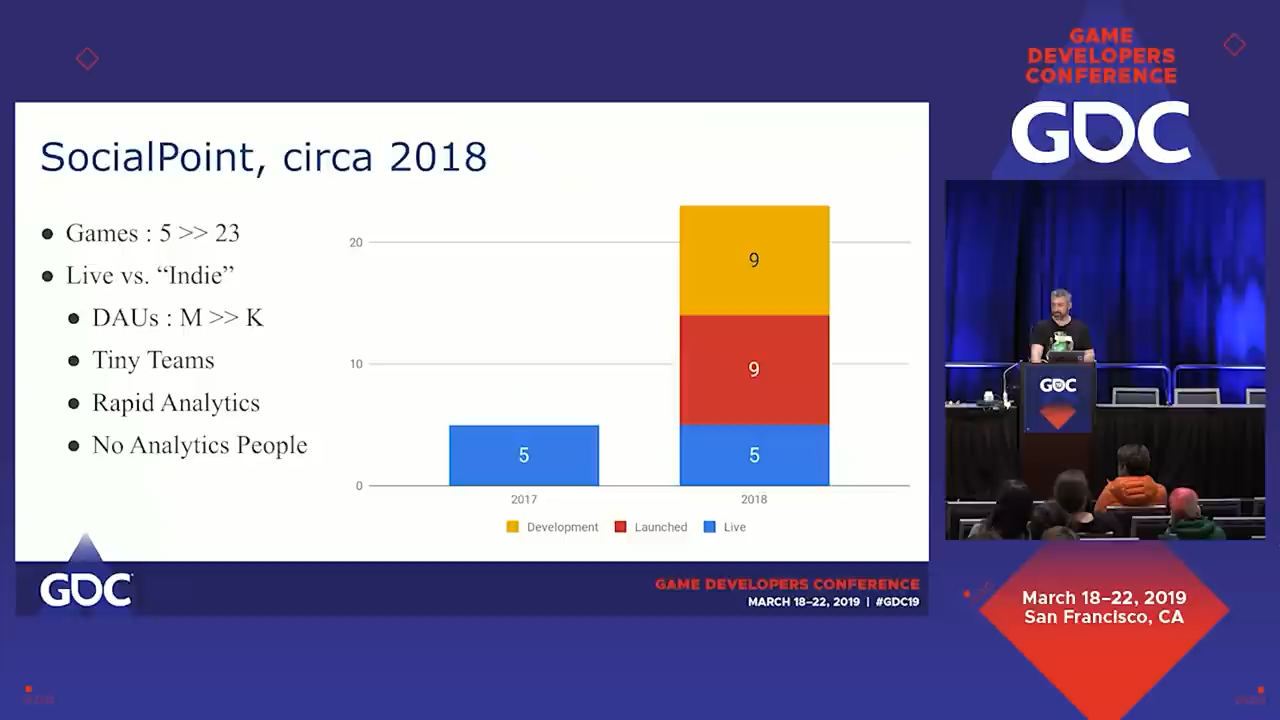 GAME
DEVELOPERS
CONFERENCE
GDC
SocialPoint, circa 2018
● Games : 5 >> 23
● Live vs. “Indie”
● DAUs : M >> K
● Tiny Teams
● Rapid Analytics
● No Analytics People
20
10
0
9
9
5
5
2017
2018
Development
Launched
Live
GDC
GAME DEVELOPERS CONFERENCE
MARCH 18–22, 2019 | #GDC19
GDC
March 18–22, 2019
San Francisco, CA